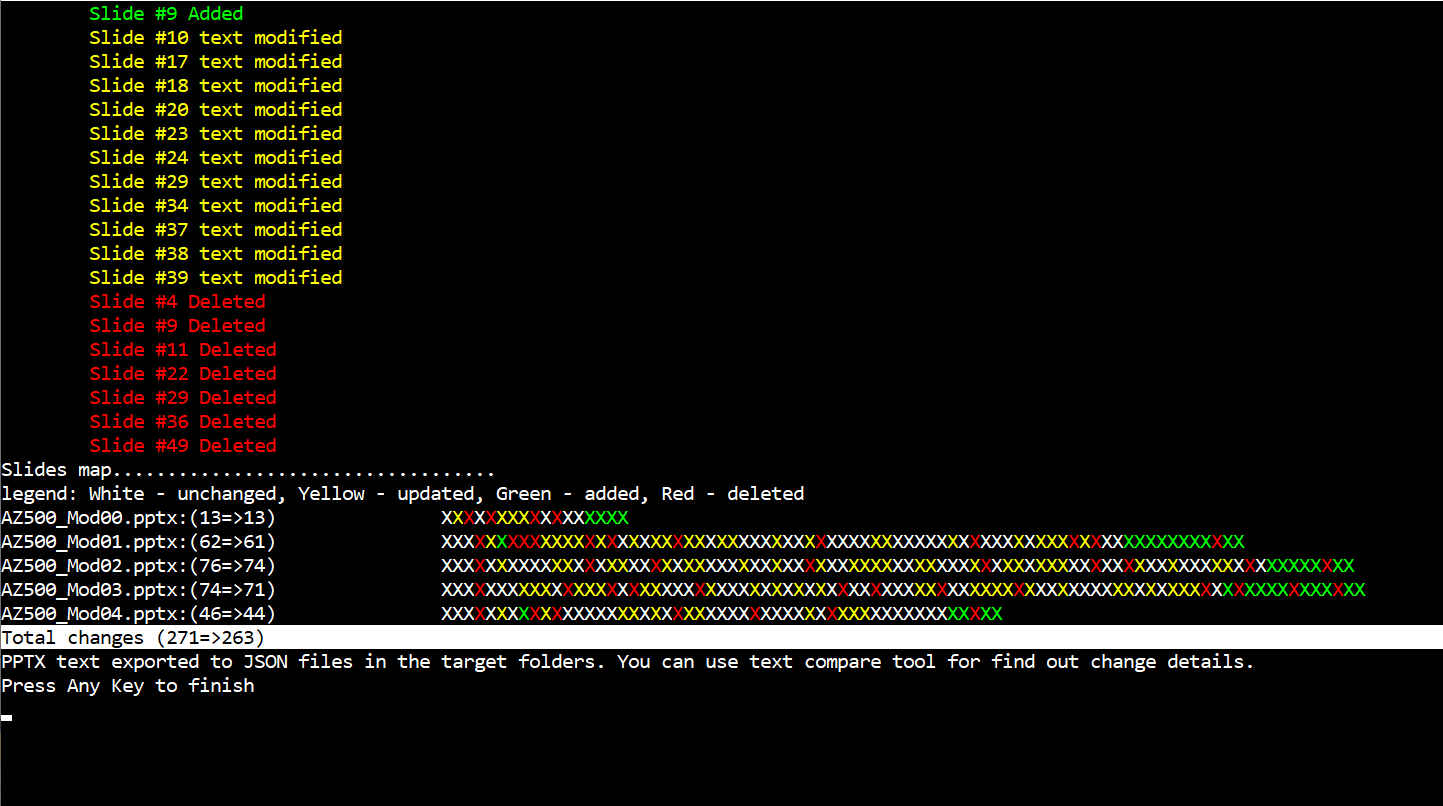 Slide #9 Added
Slide #10 text modified
Slide #17 text modified
Slide #18 text modified
Slide #20 text modified
Slide #23 text modified
Slide #24 text modified
Slide #29 text modified
Slide #34 text modified
Slide #37 text modified
Slide #38 text modified
Slide #39 text modified
Slide #4 Deleted
Slide #9 Deleted
Slide #11 Deleted
Slide #22 Deleted
Slide #29 Deleted
Slide #36 Deleted
Slide #49 Deleted
Slides map...................................
legend: White - unchanged, Yellow - updated, Green - added, Red - deleted
AZ500_Mod00.pptx:(13=>13) XXXXXXXXXXXXXXXXX
AZ500_Mod01.pptx:(62=>61) XXXXXXXXXXXXXXXXXXXXXXXXXXXXXXXXXXXXXXXXXXXXXXXXXXXXXXXXXXXXXXXXXXXXXXXXX
AZ500_Mod02.pptx:(76=>74) XXXXXXXXXXXXXXXXXXXXXXXXXXXXXXXXXXXXXXXXXXXXXXXXXXXXXXXXXXXXXXXXXXXXXXXXXXXXXXXXXXX
AZ500_Mod03.pptx:(74=>71) XXXXXXXXXXXXXXXXXXXXXXXXXXXXXXXXXXXXXXXXXXXXXXXXXXXXXXXXXXXXXXXXXXXXXXXXXXXXXXXXXXXX
AZ500_Mod04.pptx:(46=>44) XXXXXXXXXXXXXXXXXXXXXXXXXXXXXXXXXXXXXXXXXXXXXXXXXXX
Total changes (271=>263)
PPTX text exported to JSON files in the target folders. You can use text compare tool for find out change details.
Press Any Key to finish